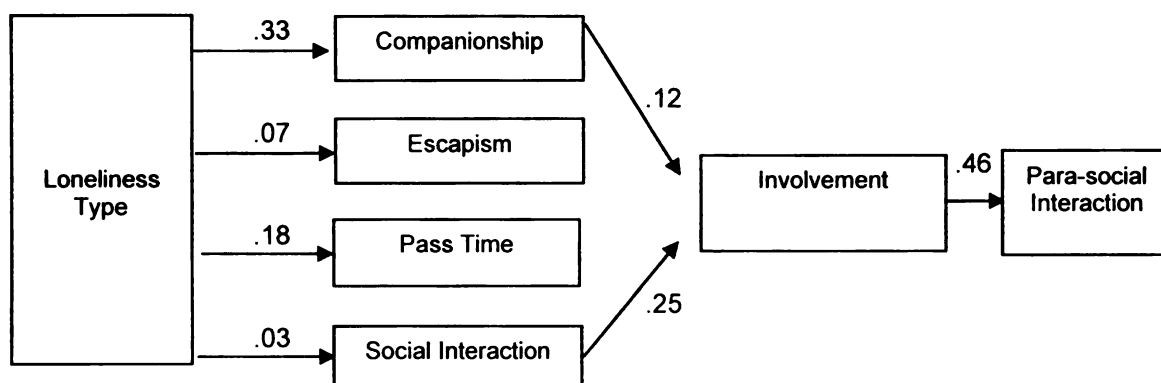 .33
Companionship
.12
.07
Escapism
Loneliness
Type
Involvement
.46
Para-social
Interaction
.18
Pass Time
.25
.03
Social Interaction